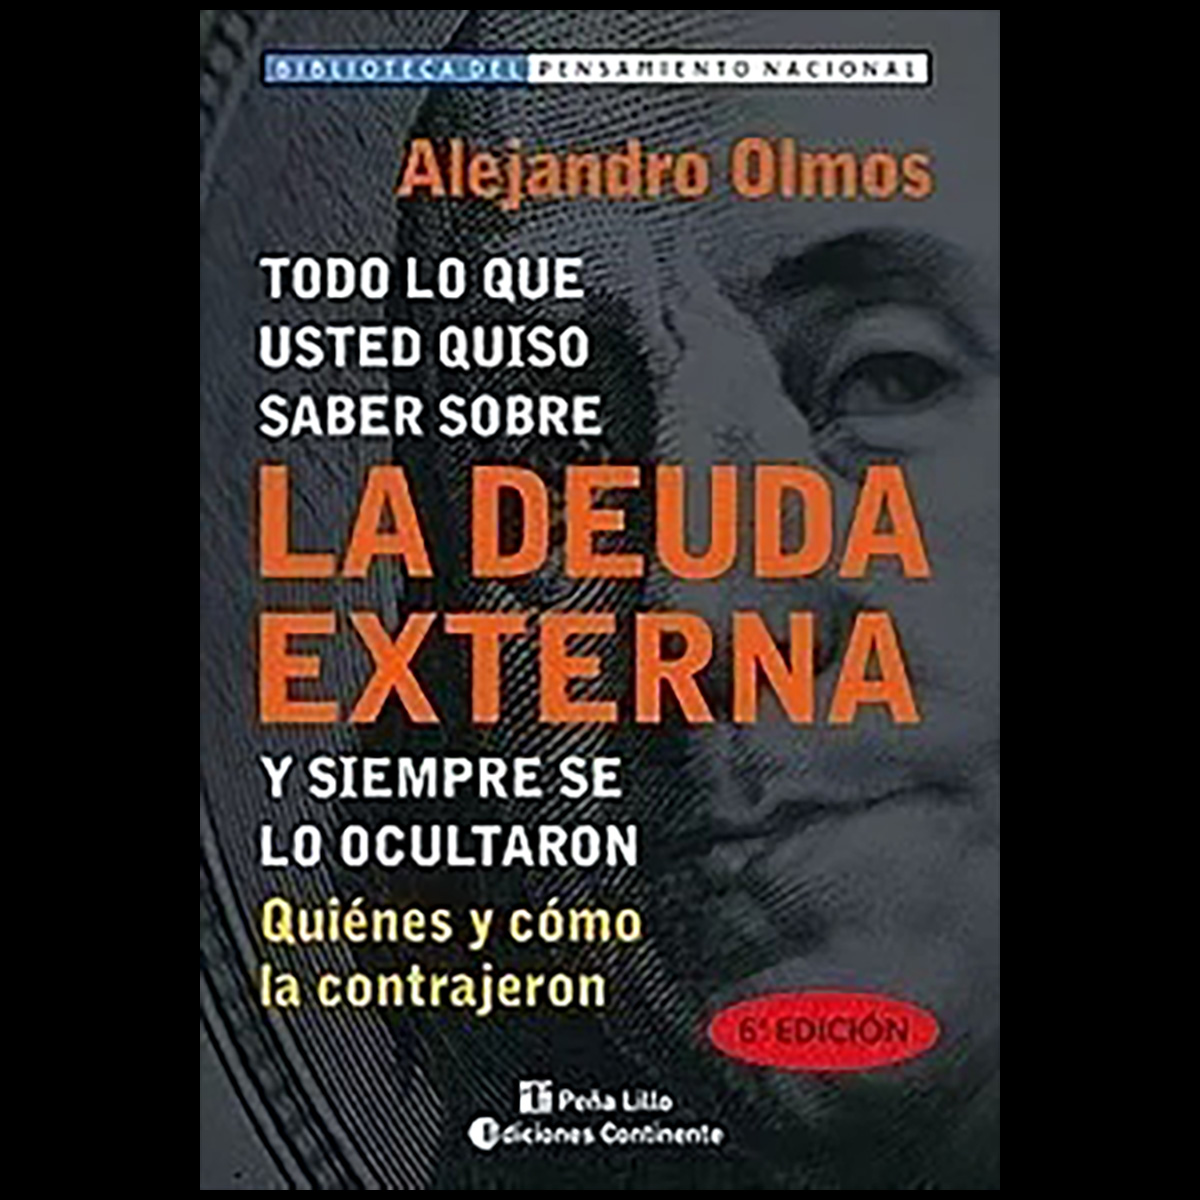 BIBLIOTECA DEL PENSAMIENTO NACIONAL
Alejandro Olmos
TODO LO QUE
USTED QUISO
SABER SOBRE
LA DEUDA
EXTERNA
Y SIEMPRE SE
LO OCULTARON
Quiénes y cómo
la contrajeron
6ª EDICIÓN
Peña Lillo
Ediciones Continente